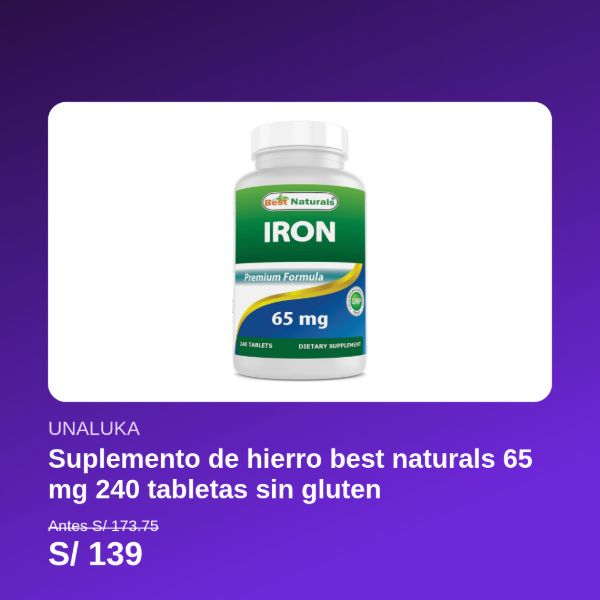 Best Naturals
IRON
Premium Formula
GMP
65 mg
240 TABLETS DIETARY SUPPLEMENT
UNALUKA
Suplemento de hierro best naturals 65
mg 240 tabletas sin gluten
Antes S/ 173.75
S/ 139